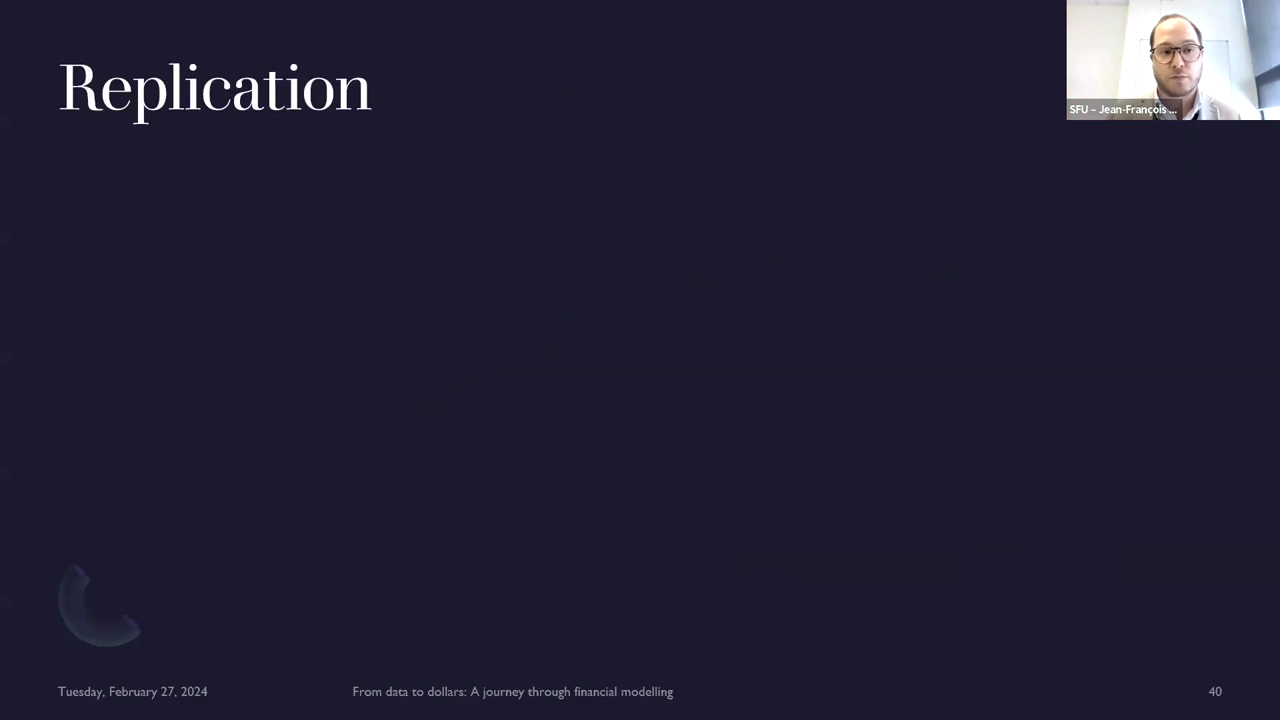 Replication
SFU – Jean-François ...
Tuesday, February 27, 2024
From data to dollars: A journey through financial modelling
40